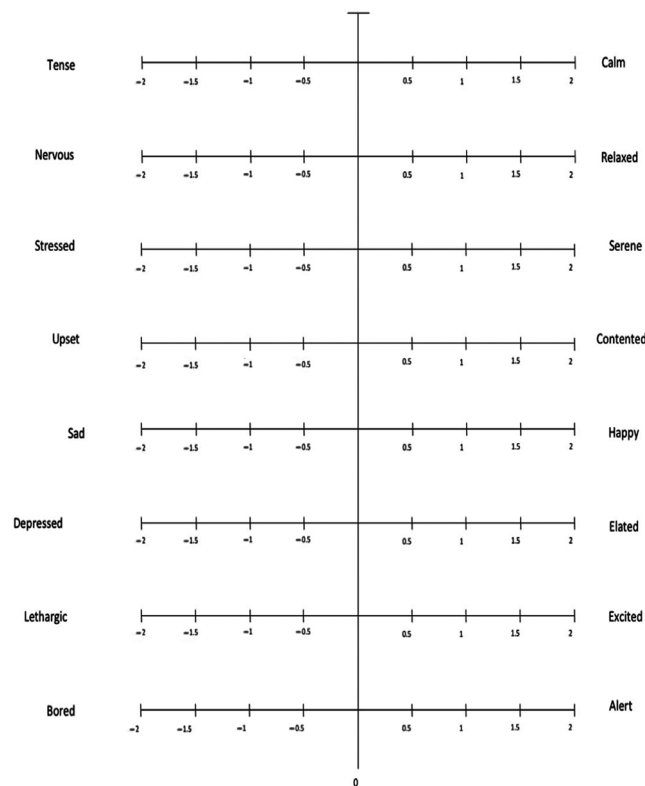 Tense Calm
−2 −1.5 −1 −0.5 0.5 1 1.5 2
Nervous Relaxed
−2 −1.5 −1 −0.5 0.5 1 1.5 2
Stressed Serene
−2 −1.5 −1 −0.5 0.5 1 1.5 2
Upset Contented
−2 −1.5 −1 −0.5 0.5 1 1.5 2
Sad Happy
−2 −1.5 −1 −0.5 0.5 1 1.5 2
Depressed Elated
−2 −1.5 −1 −0.5 0.5 1 1.5 2
Lethargic Excited
−2 −1.5 −1 −0.5 0.5 1 1.5 2
Bored Alert
−2 −1.5 −1 −0.5 0.5 1 1.5 2
0